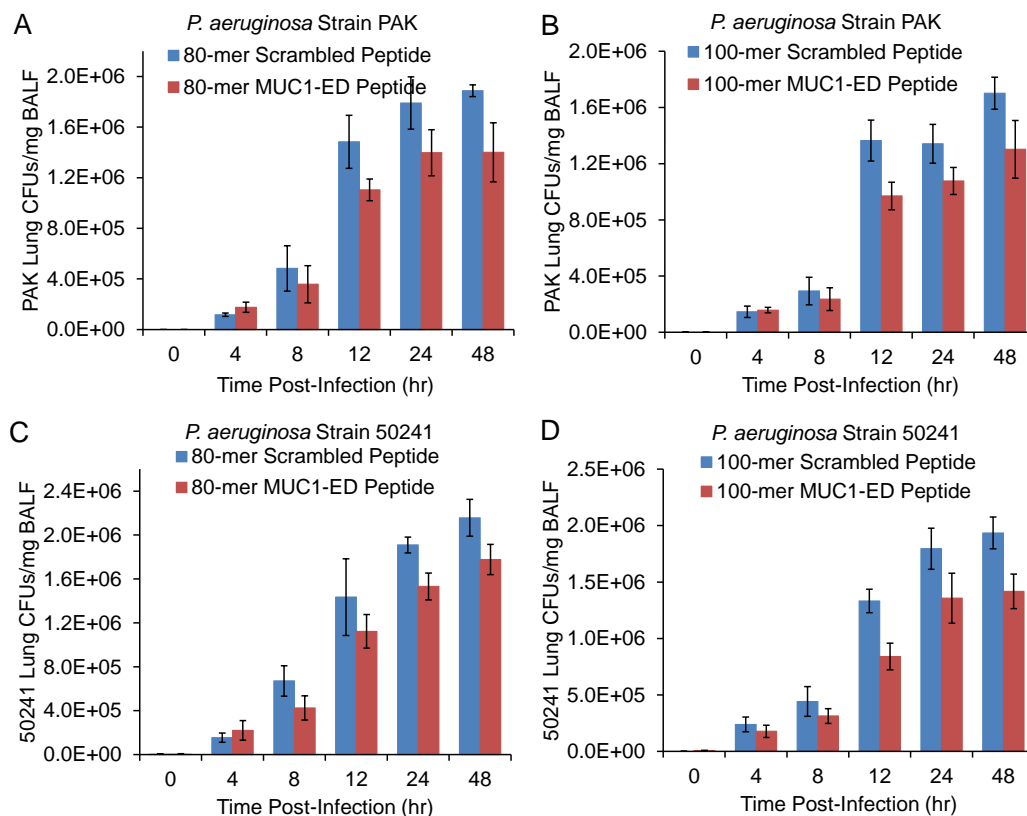 A
P. aeruginosa Strain PAK
80-mer Scrambled Peptide
80-mer MUC1-ED Peptide
PAK Lung CFUs/mg BALF
2.0E+06
1.6E+06
1.2E+06
8.0E+05
4.0E+05
0.0E+00
0 4 8 12 24 48
Time Post-Infection (hr)
B
P. aeruginosa Strain PAK
100-mer Scrambled Peptide
100-mer MUC1-ED Peptide
PAK Lung CFUs/mg BALF
2.0E+06
1.6E+06
1.2E+06
8.0E+05
4.0E+05
0.0E+00
0 4 8 12 24 48
Time Post-Infection (hr)
C
P. aeruginosa Strain 50241
80-mer Scrambled Peptide
80-mer MUC1-ED Peptide
50241 Lung CFUs/mg BALF
2.4E+06
2.0E+06
1.6E+06
1.2E+06
8.0E+05
4.0E+05
0.0E+00
0 4 8 12 24 48
Time Post-Infection (hr)
D
P. aeruginosa Strain 50241
100-mer Scrambled Peptide
100-mer MUC1-ED Peptide
50241 Lung CFUs/mg BALF
2.5E+06
2.0E+06
1.5E+06
1.0E+06
5.0E+05
0.0E+00
0 4 8 12 24 48
Time Post-Infection (hr)